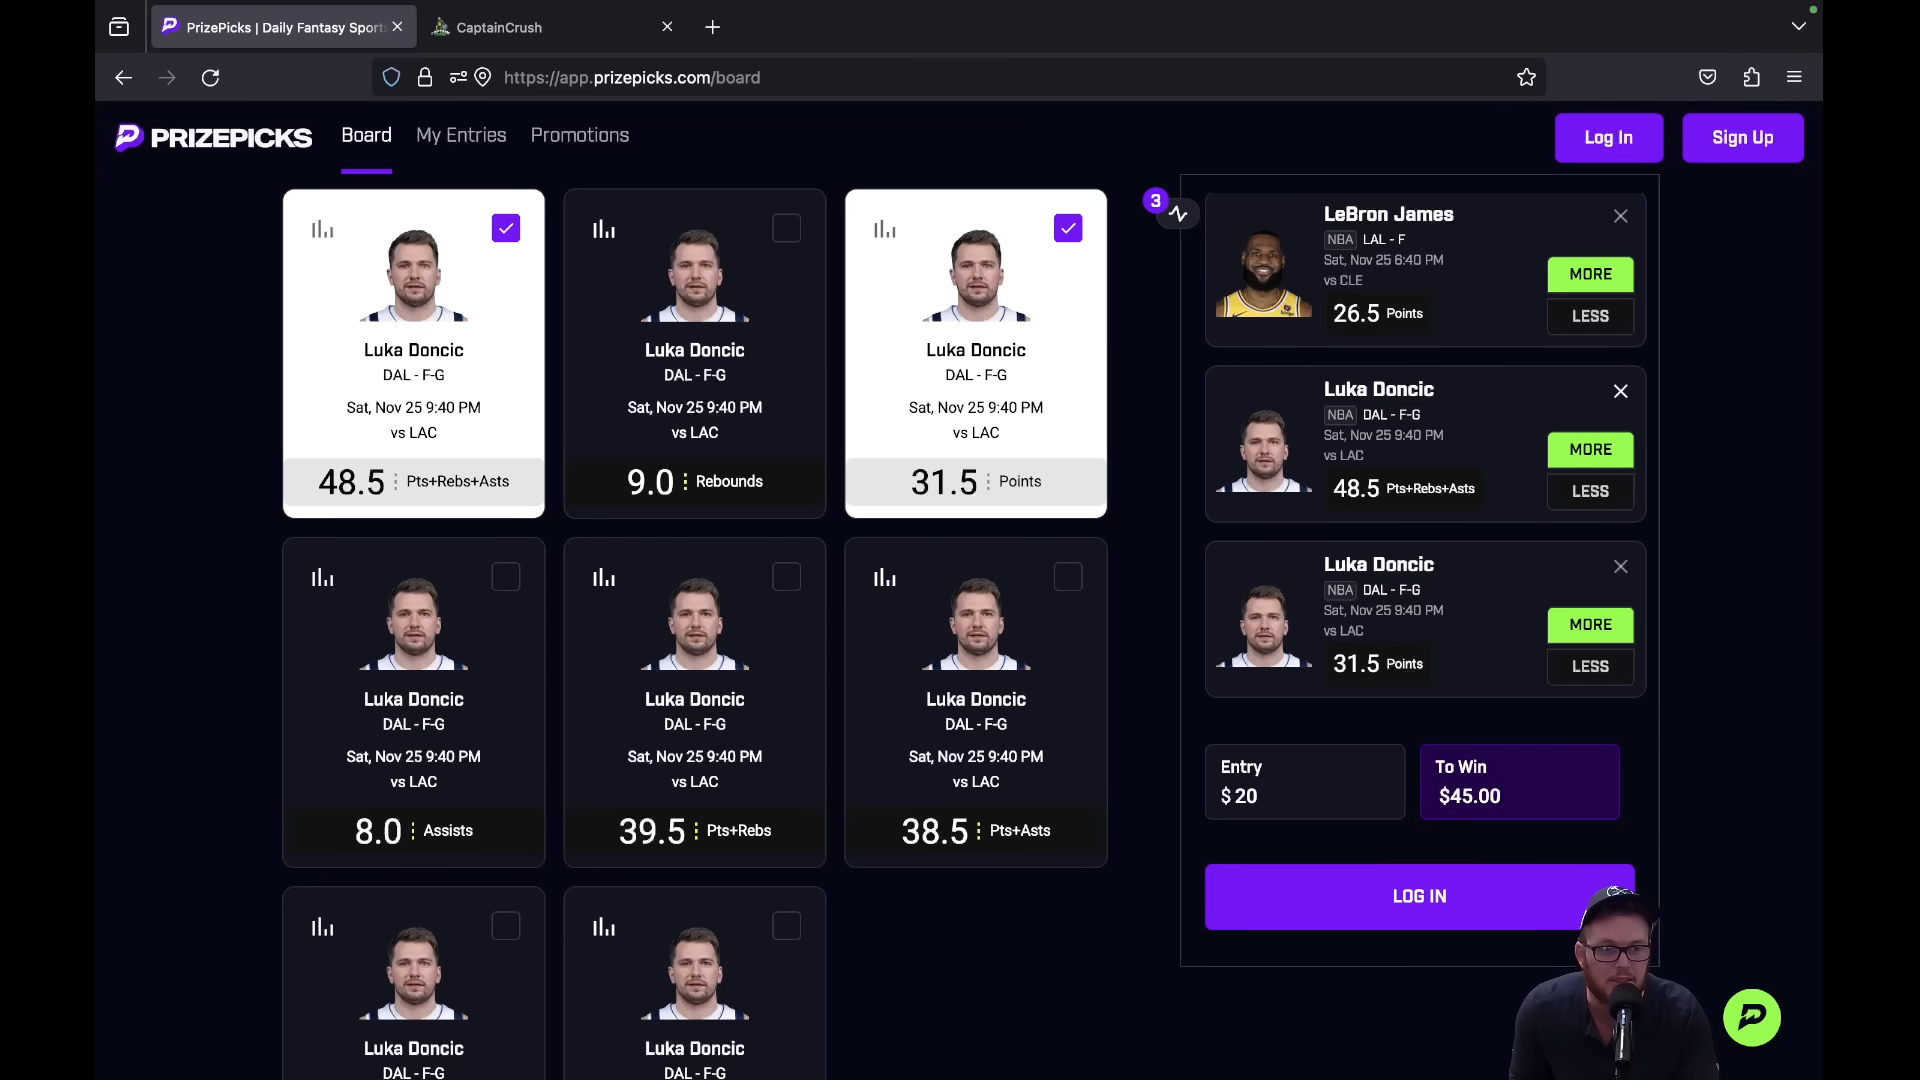 PrizePicks | Daily Fantasy Sports
CaptainCrush
https://app.prizepicks.com/board
PRIZEPICKS
Board
My Entries
Promotions
Log In
Sign Up
Luka Doncic
DAL - F-G
Sat, Nov 25 9:40 PM
vs LAC
48.5 Pts+Rebs+Asts
Luka Doncic
DAL - F-G
Sat, Nov 25 9:40 PM
vs LAC
9.0 Rebounds
Luka Doncic
DAL - F-G
Sat, Nov 25 9:40 PM
vs LAC
31.5 Points
Luka Doncic
DAL - F-G
Sat, Nov 25 9:40 PM
vs LAC
8.0 Assists
Luka Doncic
DAL - F-G
Sat, Nov 25 9:40 PM
vs LAC
39.5 Pts+Rebs
Luka Doncic
DAL - F-G
Sat, Nov 25 9:40 PM
vs LAC
38.5 Pts+Asts
Luka Doncic
DAL - F-G
Luka Doncic
DAL - F-G
3
LeBron James
NBA LAL - F
Sat, Nov 25 6:40 PM
vs CLE
26.5 Points
MORE
LESS
Luka Doncic
NBA DAL - F-G
Sat, Nov 25 9:40 PM
vs LAC
48.5 Pts+Rebs+Asts
MORE
LESS
Luka Doncic
NBA DAL - F-G
Sat, Nov 25 9:40 PM
vs LAC
31.5 Points
MORE
LESS
Entry
$ 20
To Win
$45.00
LOG IN